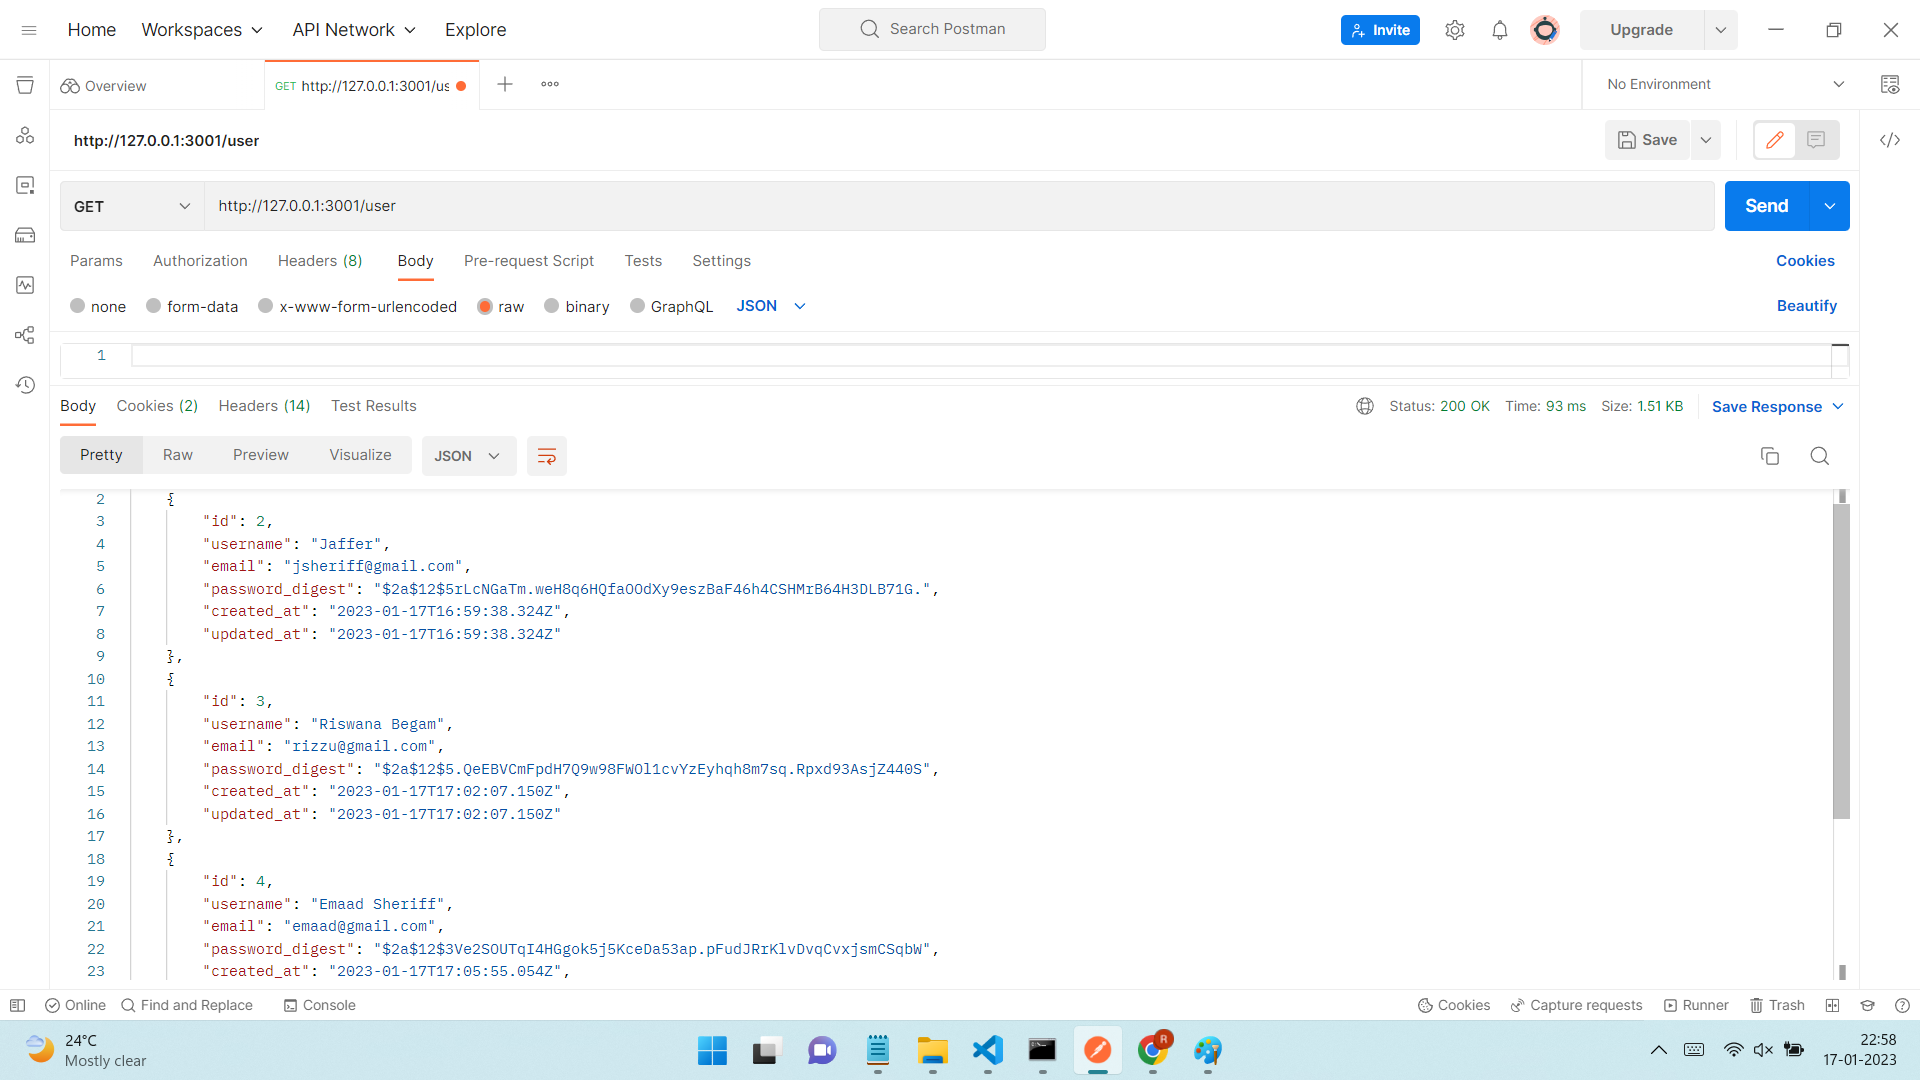 Home Workspaces API Network Explore Search Postman Invite Upgrade
Overview GET http://127.0.0.1:3001/us No Environment
http://127.0.0.1:3001/user Save
GET http://127.0.0.1:3001/user Send
Params Authorization Headers (8) Body Pre-request Script Tests Settings Cookies
none form-data x-www-form-urlencoded raw binary GraphQL JSON Beautify
1
Body Cookies (2) Headers (14) Test Results Status: 200 OK Time: 93 ms Size: 1.51 KB Save Response
Pretty Raw Preview Visualize JSON
2 {
3 "id": 2,
4 "username": "Jaffer",
5 "email": "jsheriff@gmail.com",
6 "password_digest": "$2a$12$5rLcNGaTm.weH8q6HQfaOOdXy9eszBaF46h4CSHMrB64H3DLB71G.",
7 "created_at": "2023-01-17T16:59:38.324Z",
8 "updated_at": "2023-01-17T16:59:38.324Z"
9 },
10 {
11 "id": 3,
12 "username": "Riswana Begam",
13 "email": "rizzu@gmail.com",
14 "password_digest": "$2a$12$5.QeEBVCmFpdH7Q9w98FWOl1cvYzEyhqh8m7sq.Rpxd93AsjZ440S",
15 "created_at": "2023-01-17T17:02:07.150Z",
16 "updated_at": "2023-01-17T17:02:07.150Z"
17 },
18 {
19 "id": 4,
20 "username": "Emaad Sheriff",
21 "email": "emaad@gmail.com",
22 "password_digest": "$2a$12$3Ve2SOUTqI4HGgok5j5KceDa53ap.pFudJRrKlvDvqCvxjsmCSqbW",
23 "created_at": "2023-01-17T17:05:55.054Z",
Online Find and Replace Console Cookies Capture requests Runner Trash
24°C 22:58
Mostly clear R 17-01-2023